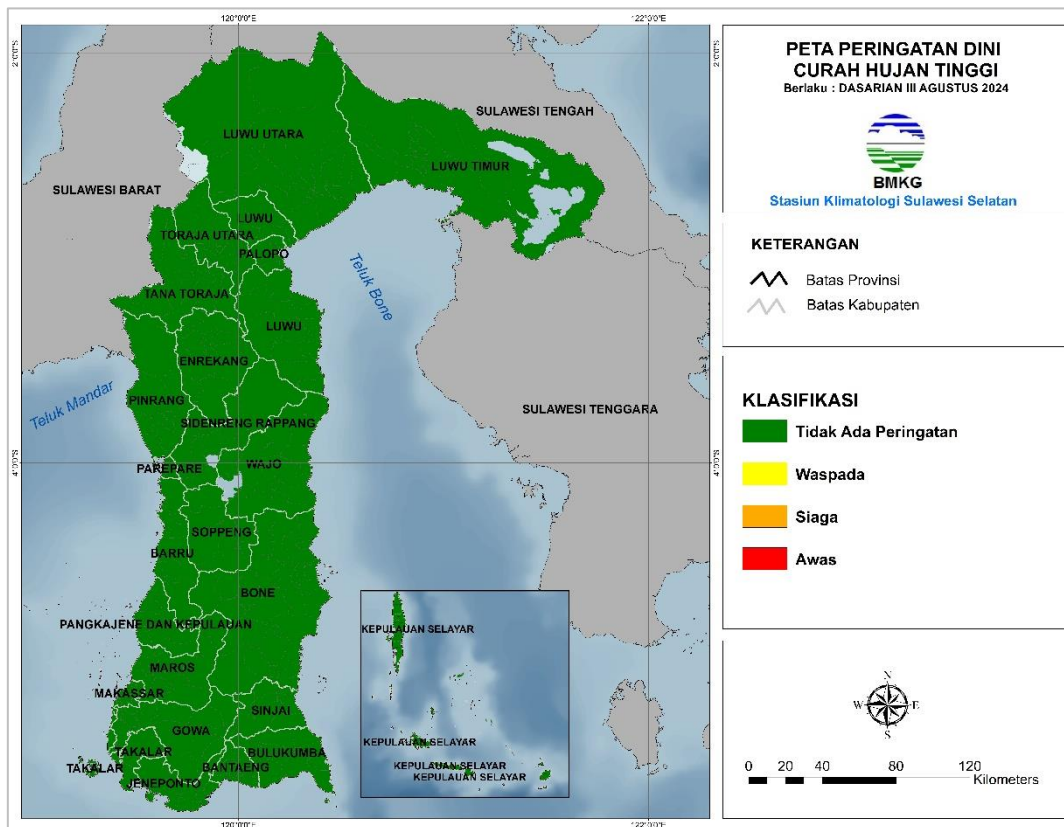 120°0'0"E
122°0'0"E
2°0'0"S
2°0'0"S
SULAWESI TENGAH
LUWU UTARA
LUWU TIMUR
SULAWESI BARAT
LUWU
TORAJA UTARA
PALOPO
Teluk Bone
TANA TORAJA
LUWU
ENREKANG
Teluk Mandar
PINRANG
SULAWESI TENGGARA
SIDENRENG RAPPANG
4°0'0"S
PAREPARE
WAJO
4°0'0"S
SOPPENG
BARRU
BONE
PANGKAJENE DAN KEPULAUAN
KEPULAUAN SELAYAR
MAROS
MAKASSAR
SINJAI
GOWA
KEPULAUAN SELAYAR
TAKALAR
BULUKUMBA
TAKALAR
BANTAENG
KEPULAUAN SELAYAR
KEPULAUAN SELAYAR
JENEPONTO
120°0'0"E
122°0'0"E
PETA PERINGATAN DINI
CURAH HUJAN TINGGI
Berlaku : DASARIAN III AGUSTUS 2024
BMKG
Stasiun Klimatologi Sulawesi Selatan
KETERANGAN
Batas Provinsi
Batas Kabupaten
KLASIFIKASI
Tidak Ada Peringatan
Waspada
Siaga
Awas
N
W E
S
0 20 40 80 120
Kilometers